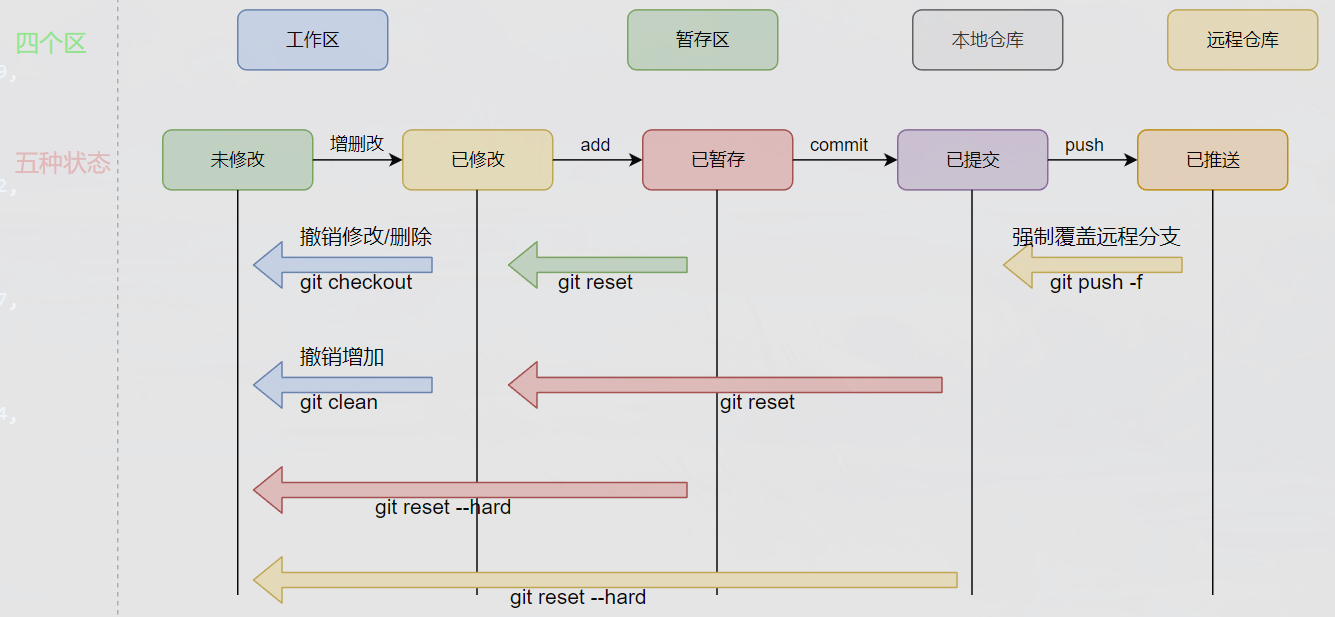 四个区
工作区
暂存区
本地仓库
远程仓库
9,
五种状态
未修改
增删改
已修改
add
已暂存
commit
已提交
push
已推送
2,
撤销修改/删除
git checkout
git reset
强制覆盖远程分支
git push -f
7,
撤销增加
git clean
git reset
4,
git reset --hard
git reset --hard